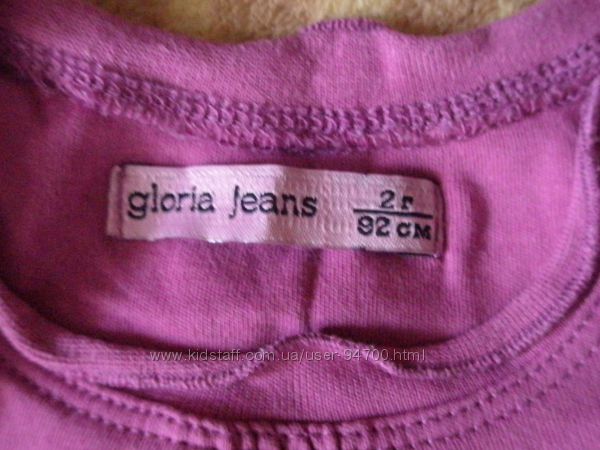 gloria jeans 2 г
92 см
www.kidstaff.com.ua/user-94700.html